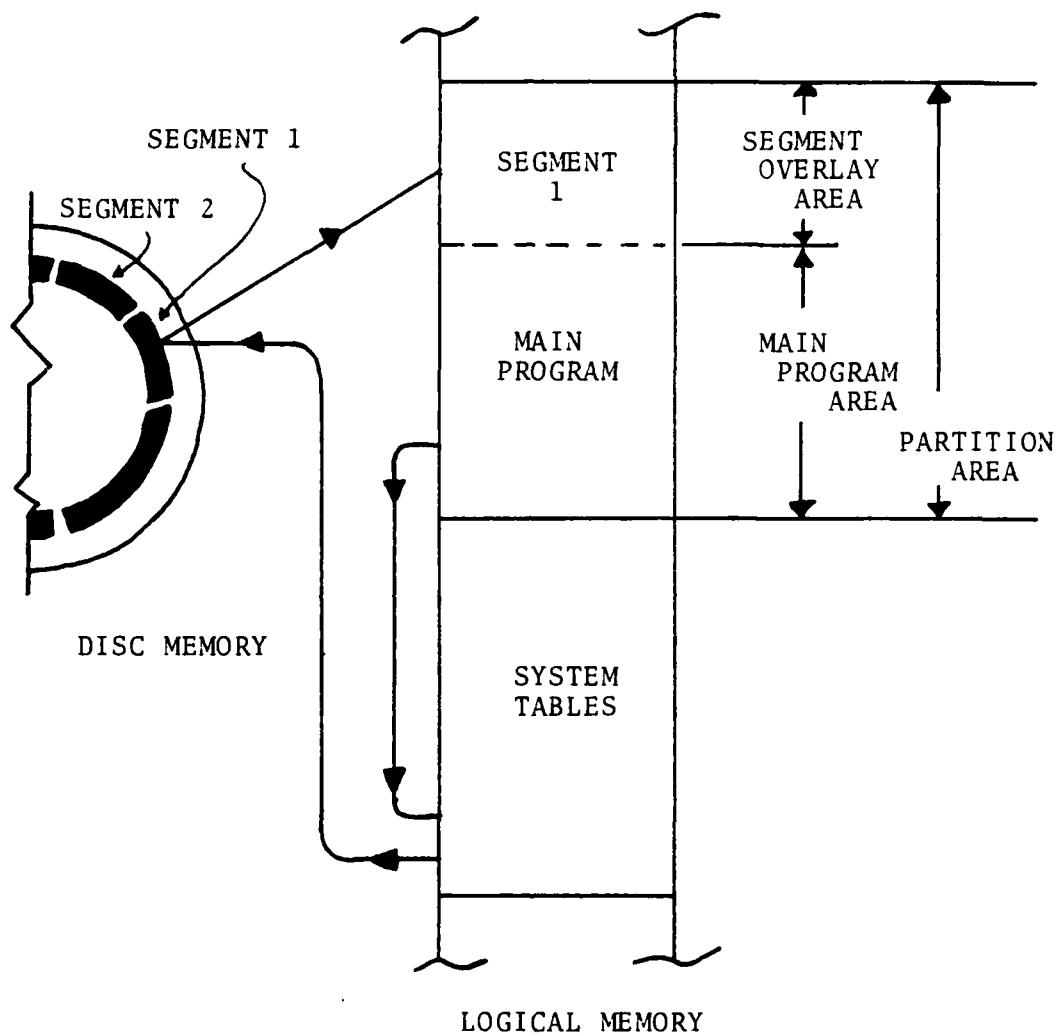 SEGMENT 1
SEGMENT 2
SEGMENT
1
SEGMENT
OVERLAY
AREA
MAIN
PROGRAM
MAIN
PROGRAM
AREA
PARTITION
AREA
DISC MEMORY
SYSTEM
TABLES
LOGICAL MEMORY